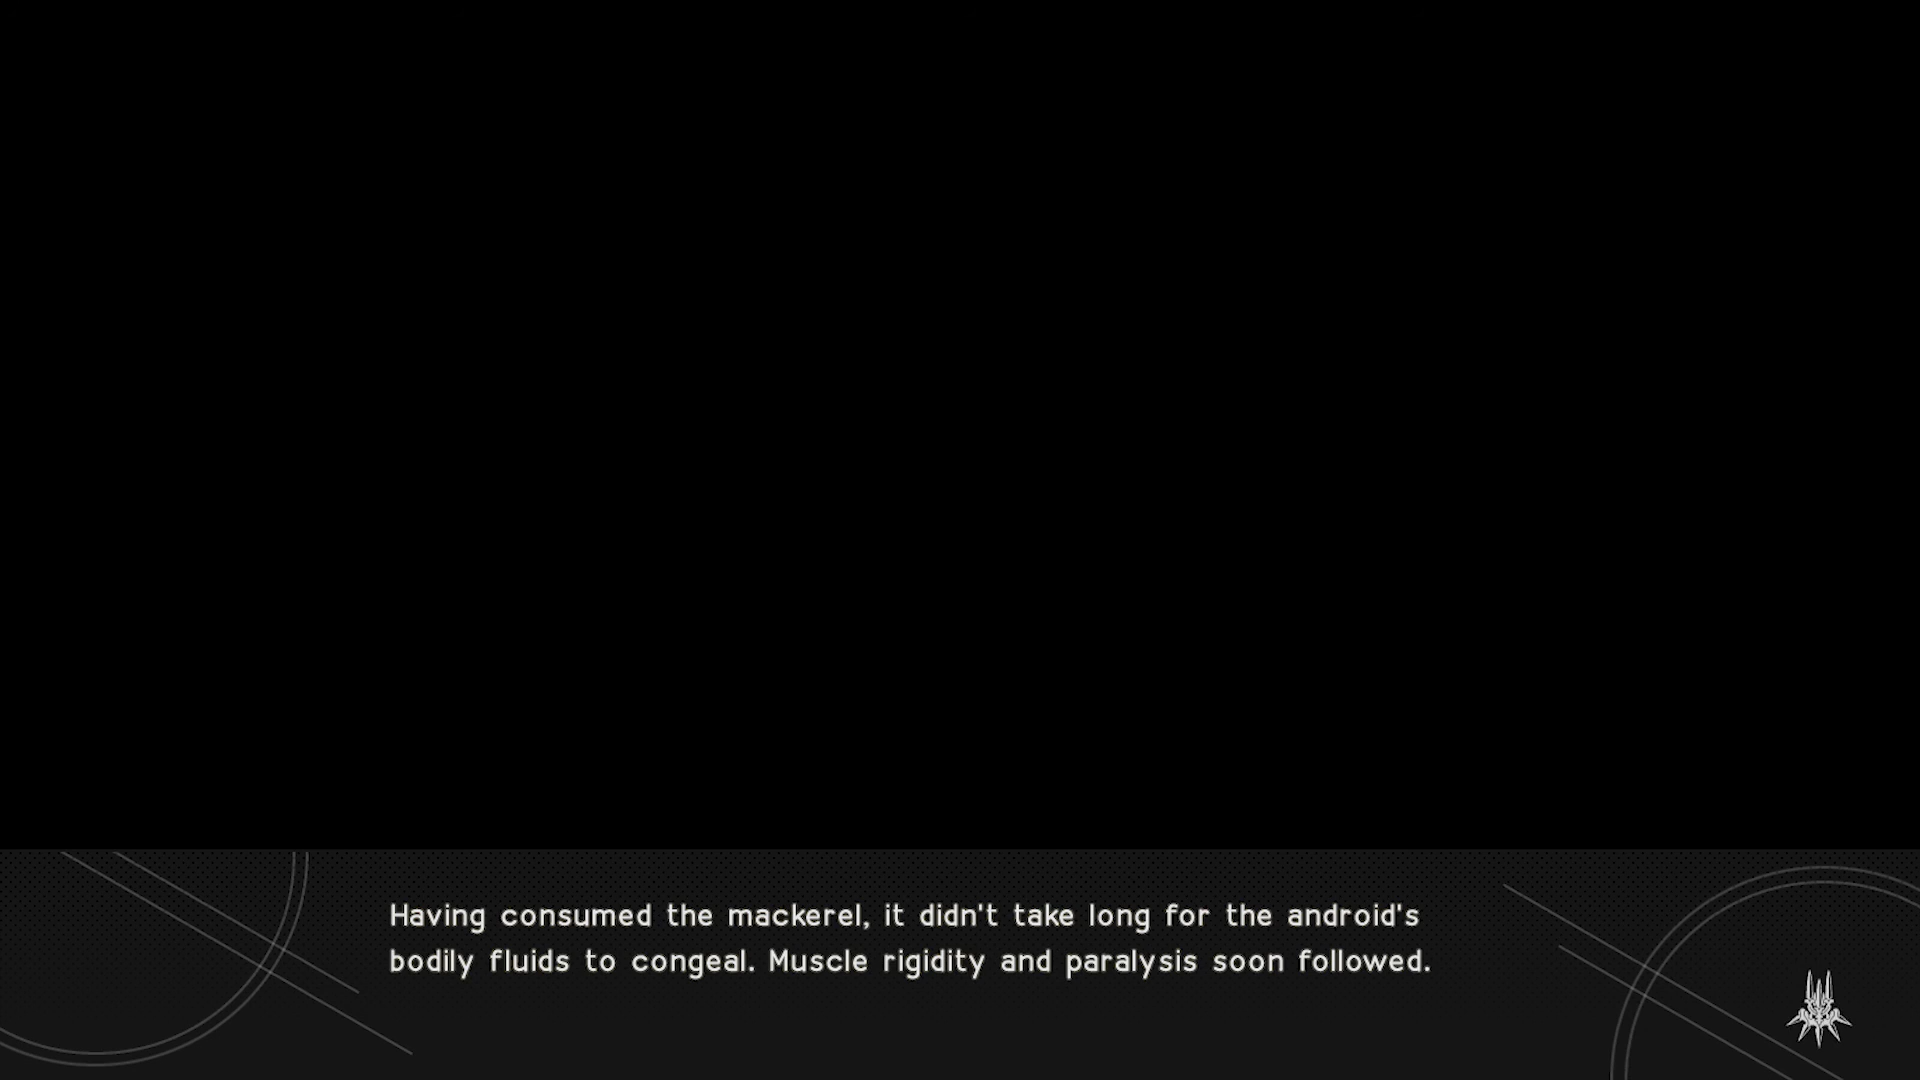 Having consumed the mackerel, it didn't take long for the android's
bodily fluids to congeal. Muscle rigidity and paralysis soon followed.